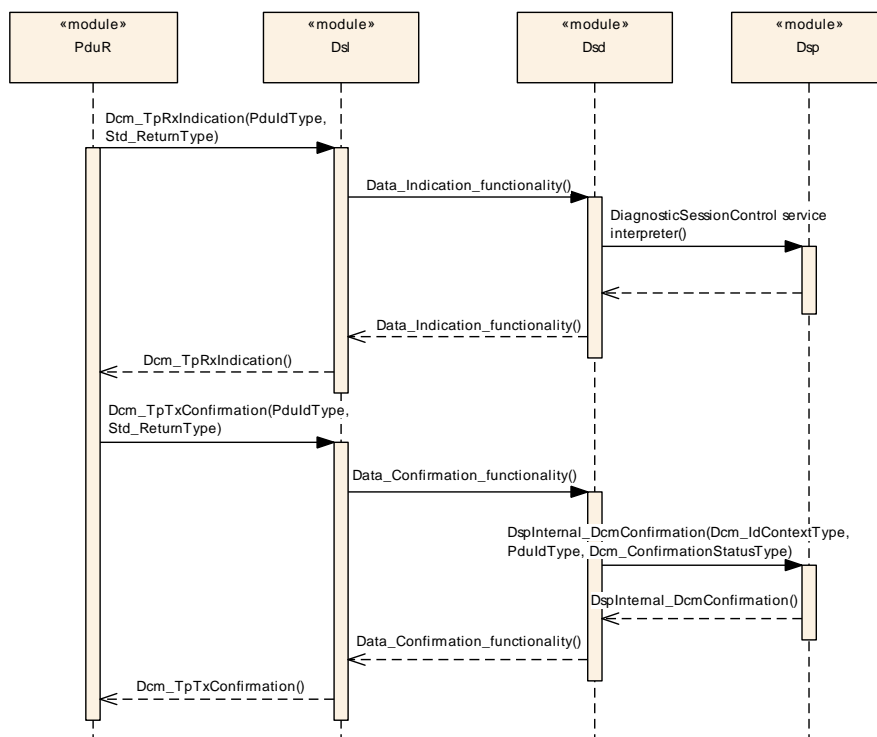 «module»
PduR
«module»
Dsl
«module»
Dsd
«module»
Dsp
Dcm_TpRxIndication(PduIdType,
Std_ReturnType)
Data_Indication_functionality()
DiagnosticSessionControl service
interpreter()
Data_Indication_functionality()
Dcm_TpRxIndication()
Dcm_TpTxConfirmation(PduIdType,
Std_ReturnType)
Data_Confirmation_functionality()
DspInternal_DcmConfirmation(Dcm_IdContextType,
PduIdType, Dcm_ConfirmationStatusType)
DspInternal_DcmConfirmation()
Data_Confirmation_functionality()
Dcm_TpTxConfirmation()